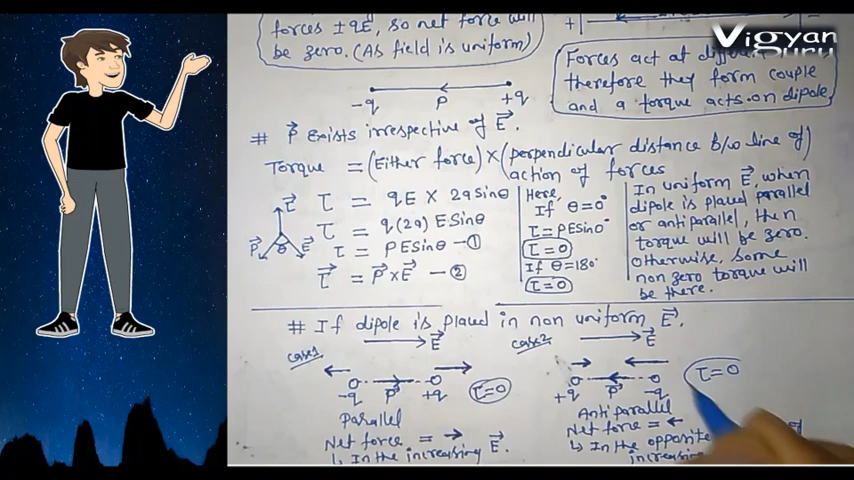 Vigyan
Guru
forces ±qE⃗, so net force will
be zero. (As field is uniform)
Forces act at
therefore they form couple
and a torque acts on dipole
-q P +q
# P⃗ exists irrespective of E⃗.
Torque = (Either force) × (perpendicular distance b/w line of)
action of forces
τ⃗ P⃗ θ E⃗
τ = qE × 2a Sinθ
τ = q(2a) E Sinθ
τ = PE Sinθ —①
τ⃗ = P⃗ × E⃗ —②
Here,
If θ=0°
τ = PE Sin0°
τ=0
If θ=180°
τ=0
In uniform E⃗, when
dipole is placed parallel
or antiparallel, then
torque will be zero.
otherwise, some
non zero torque will
be there.
# If dipole is placed in non uniform E⃗.
case1 E⃗
-q P⃗ +q τ=0
Parallel
Net force = →
↳ In the increasing E⃗.
case2 E⃗
+q P⃗ -q τ=0
Anti parallel
Net force = ←
↳ In the opposite of
increasing